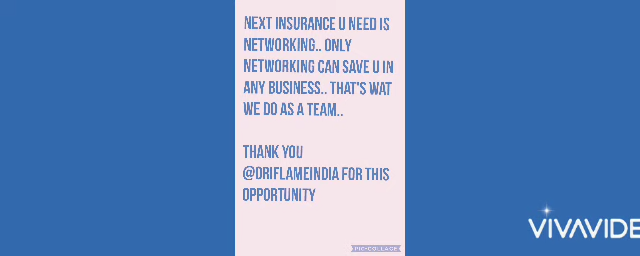 NEXT INSURANCE U NEED IS
NETWORKING.. ONLY
NETWORKING CAN SAVE U IN
ANY BUSINESS.. THAT'S WAT
WE DO AS A TEAM..
THANK YOU
@ORIFLAMEINDIA FOR THIS
OPPORTUNITY
PIC•COLLAGE
VIVAVIDE